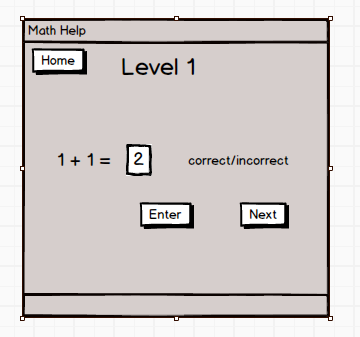 Math Help
Home
Level 1
1 + 1 = 2
correct/incorrect
Enter
Next